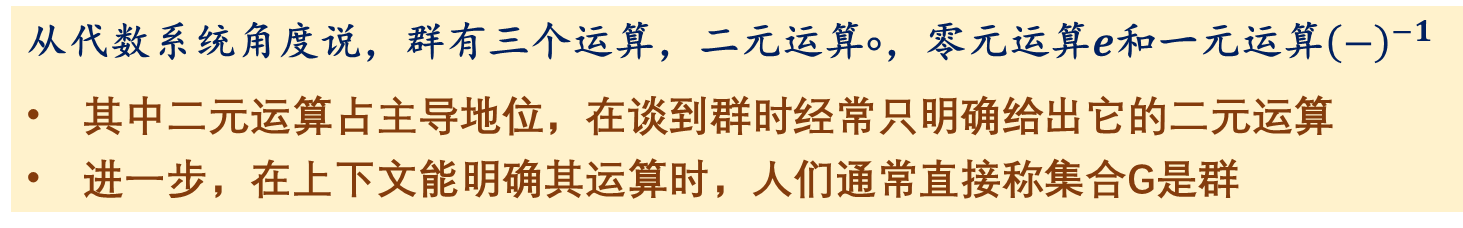 从代数系统角度说，群有三个运算，二元运算∘，零元运算e和一元运算(−)⁻¹
• 其中二元运算占主导地位，在谈到群时经常只明确给出它的二元运算
• 进一步，在上下文能明确其运算时，人们通常直接称集合G是群